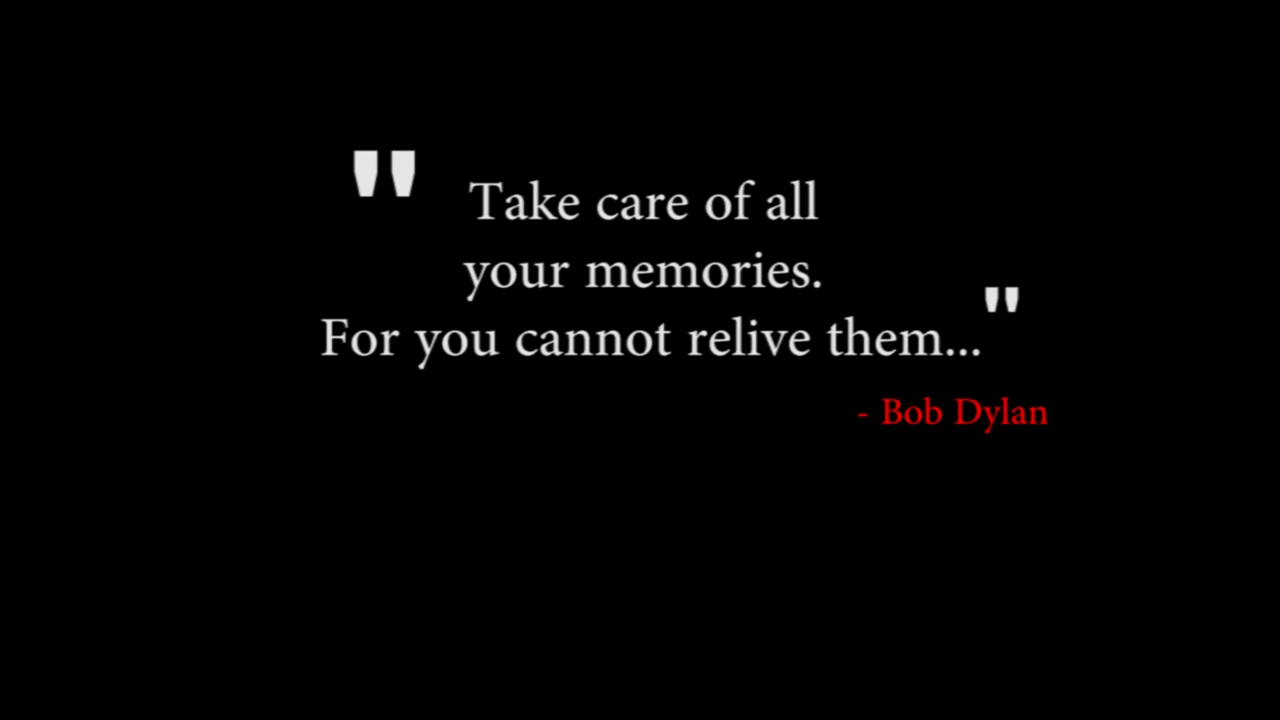 " Take care of all
your memories.
For you cannot relive them..."
- Bob Dylan